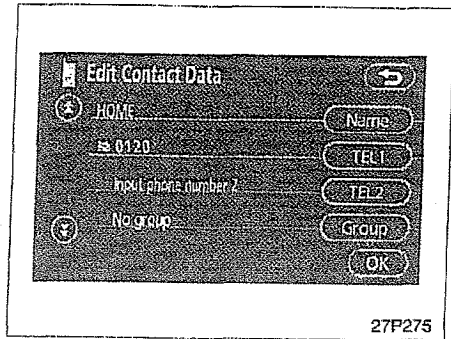 Edit Contact Data
HOME
Name
0120
TEL1
Input phone number 2
TEL2
No group
Group
OK
27P275